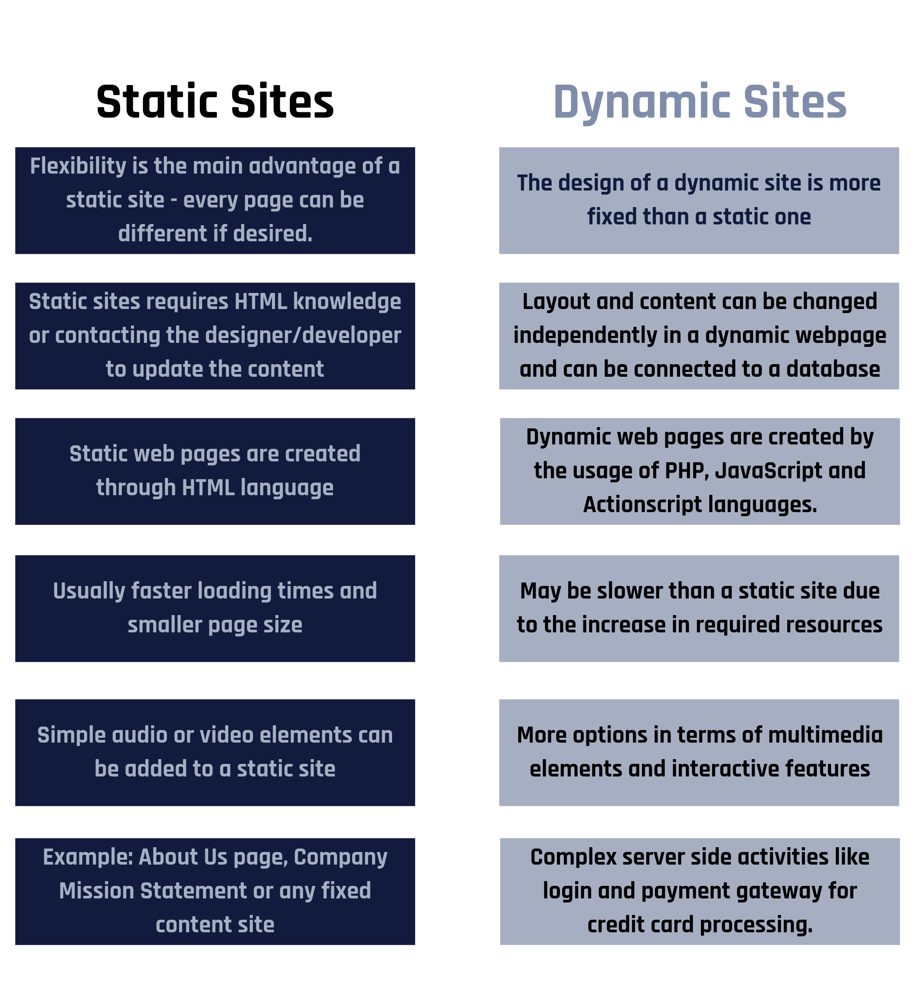 Static Sites
Flexibility is the main advantage of a
static site - every page can be
different if desired.
Static sites requires HTML knowledge
or contacting the designer/developer
to update the content
Static web pages are created
through HTML language
Usually faster loading times and
smaller page size
Simple audio or video elements can
be added to a static site
Example: About Us page, Company
Mission Statement or any fixed
content site
Dynamic Sites
The design of a dynamic site is more
fixed than a static one
Layout and content can be changed
independently in a dynamic webpage
and can be connected to a database
Dynamic web pages are created by
the usage of PHP, JavaScript and
Actionscript languages.
May be slower than a static site due
to the increase in required resources
More options in terms of multimedia
elements and interactive features
Complex server side activities like
login and payment gateway for
credit card processing.